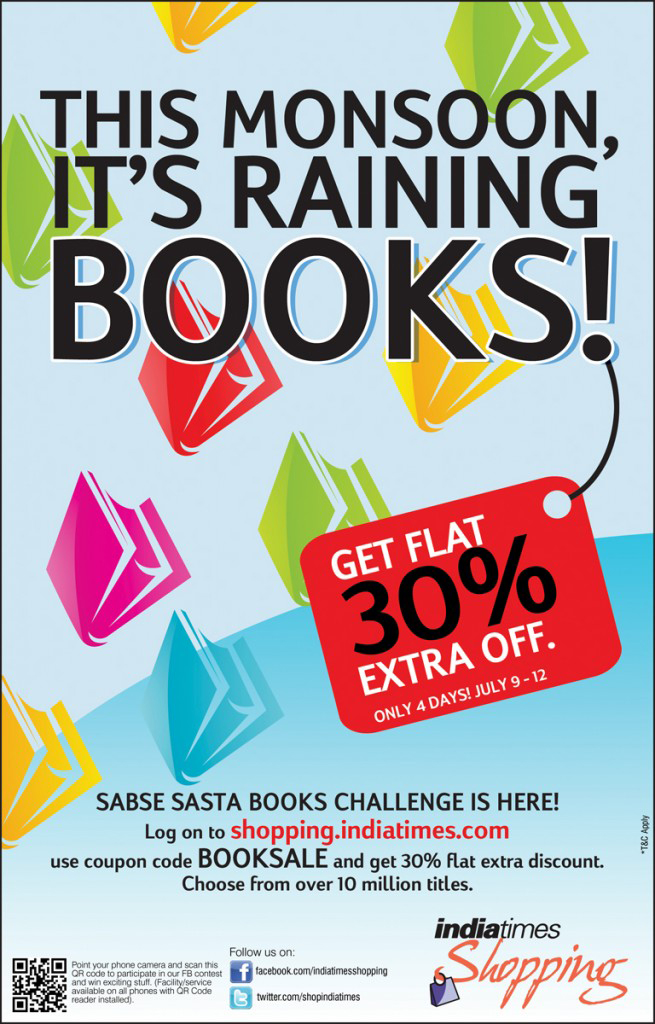 THIS MONSOON,
IT'S RAINING
BOOKS!
GET FLAT
30%
EXTRA OFF.
ONLY 4 DAYS! JULY 9 - 12
SABSE SASTA BOOKS CHALLENGE IS HERE!
Log on to shopping.indiatimes.com
use coupon code BOOKSALE and get 30% flat extra discount.
Choose from over 10 million titles.
*T&C Apply
Point your phone camera and scan this
QR code to participate in our FB contest
and win exciting stuff. (Facility/service
available on all phones with QR Code
reader installed).
Follow us on:
facebook.com/indiatimesshopping
twitter.com/shopindiatimes
indiatimes
Shopping